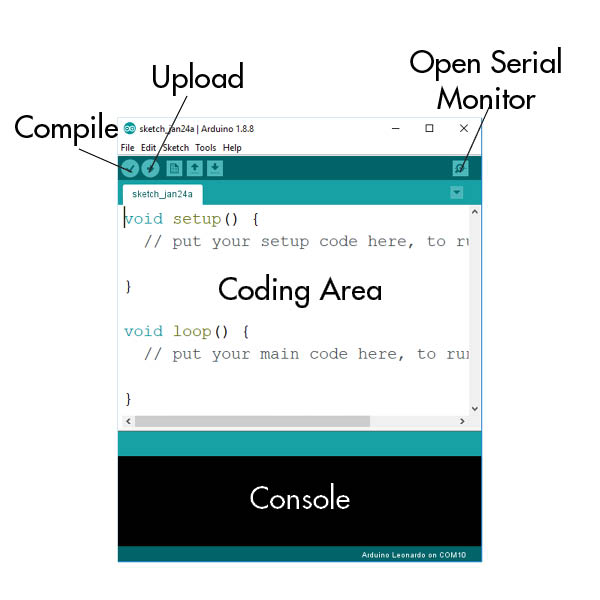 Upload
Open Serial
Monitor
Compile
sketch_jan24a | Arduino 1.8.8
File Edit Sketch Tools Help
sketch_jan24a
void setup() {
// put your setup code here, to ru
}
Coding Area
void loop() {
// put your main code here, to run
}
Console
Arduino Leonardo on COM10